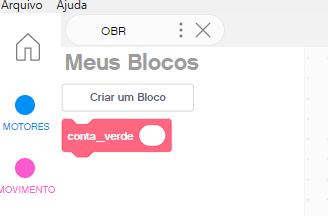 Arquivo Ajuda
OBR
Meus Blocos
Criar um Bloco
MOTORES
conta_verde
MOVIMENTO